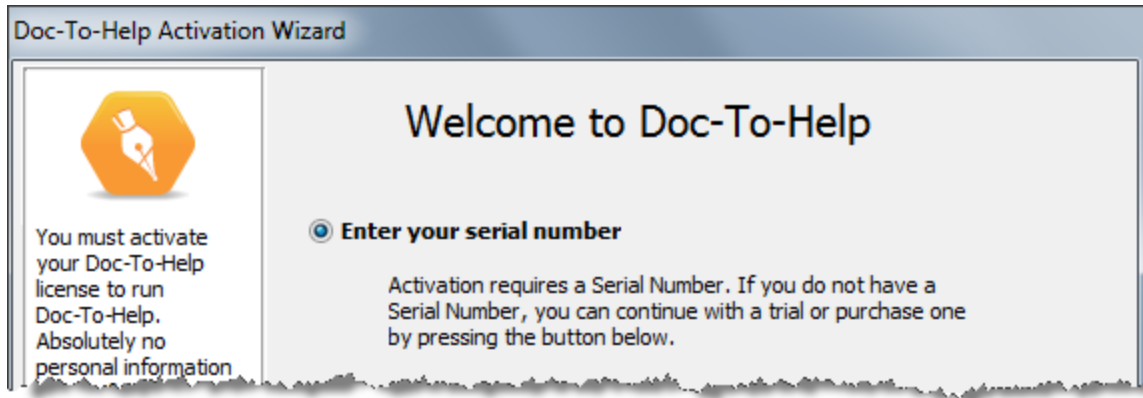 Doc-To-Help Activation Wizard
Welcome to Doc-To-Help
You must activate
your Doc-To-Help
license to run
Doc-To-Help.
Absolutely no
personal information
Enter your serial number
Activation requires a Serial Number. If you do not have a
Serial Number, you can continue with a trial or purchase one
by pressing the button below.